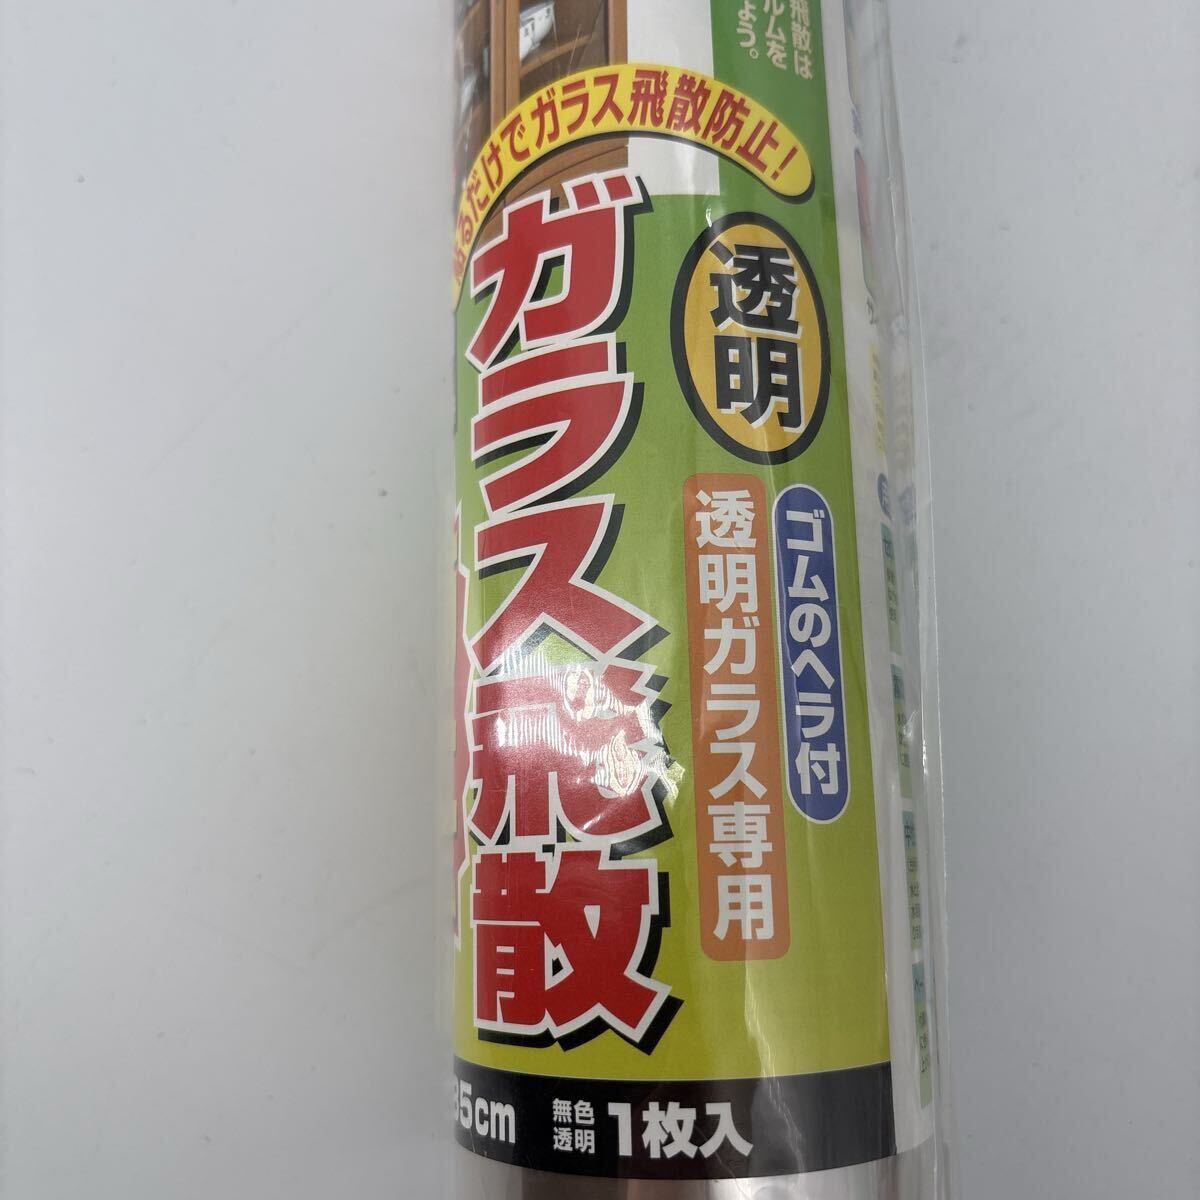 飛散は
ルムを
よう。
貼るだけでガラス飛散防止!
ガラス飛散
透明
透明ガラス専用
ゴムのヘラ付
35cm
無色
透明
1枚入